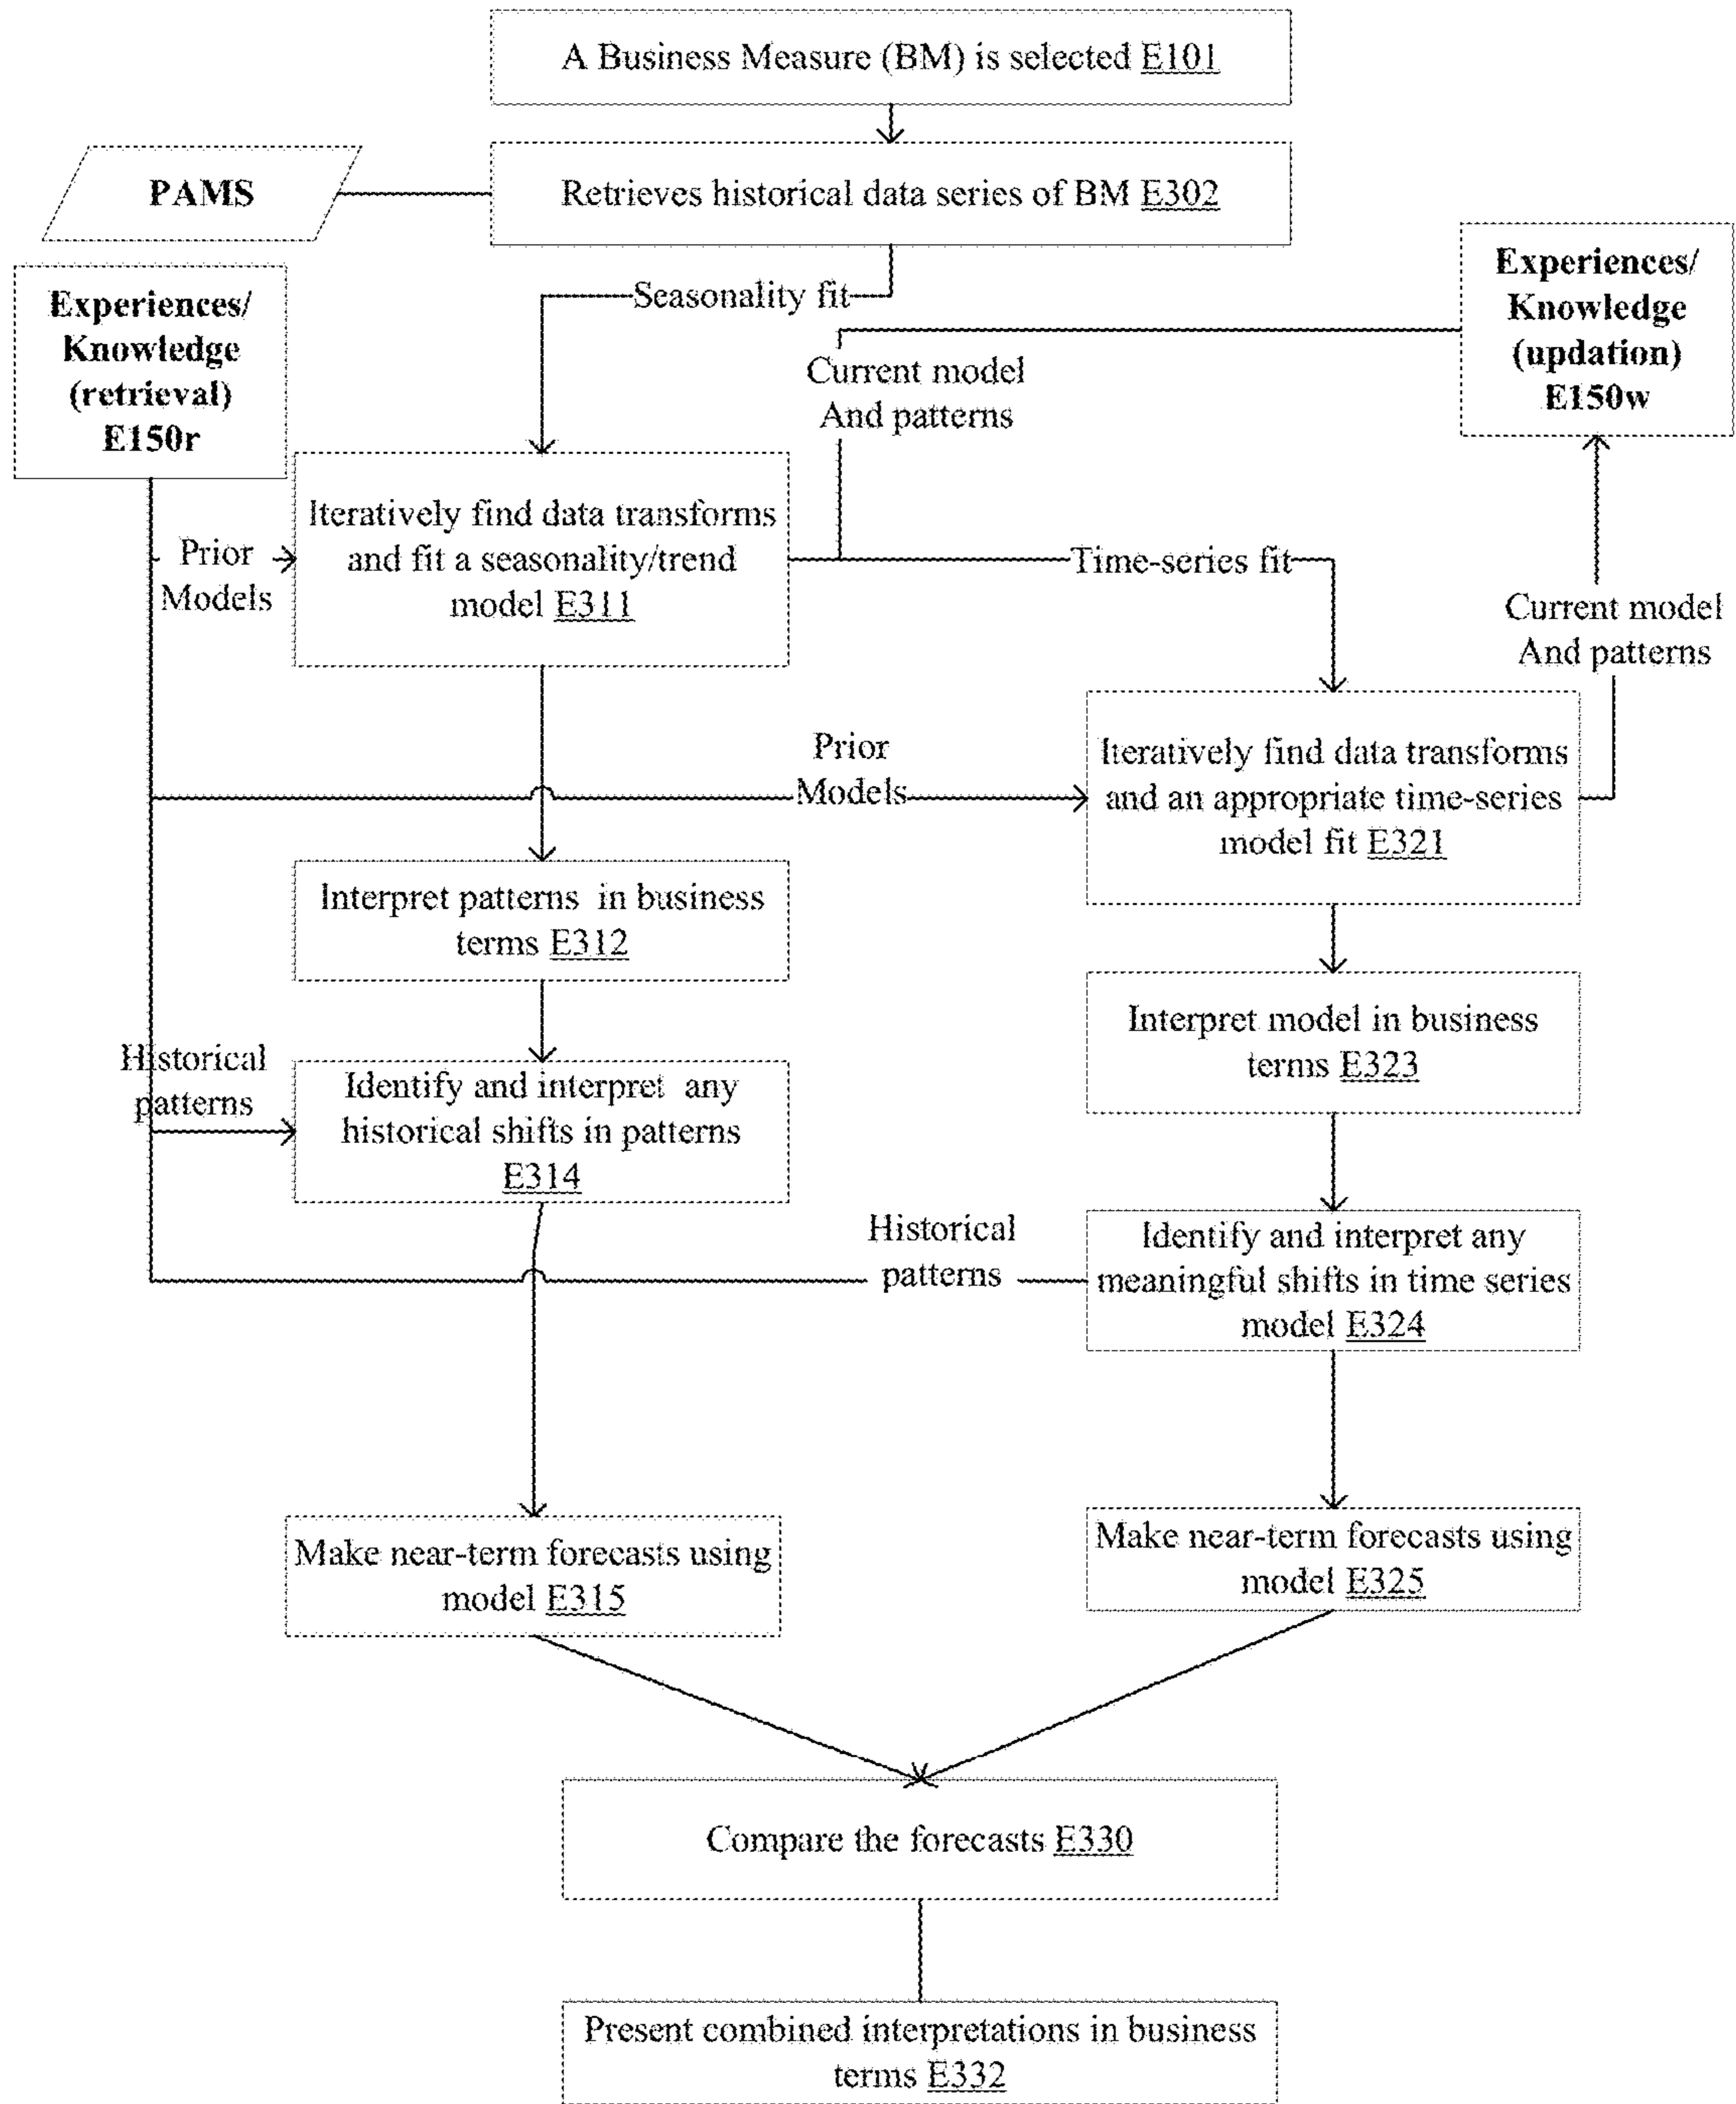 A Business Measure (BM) is selected E101
PAMS
Retrieves historical data series of BM E302
Experiences/
Knowledge
(retrieval)
E150r
Experiences/
Knowledge
(updation)
E150w
Seasonality fit
Current model
And patterns
Prior
Models
Iteratively find data transforms
and fit a seasonality/trend
model E311
Time-series fit
Current model
And patterns
Prior
Models
Iteratively find data transforms
and an appropriate time-series
model fit E321
Interpret patterns in business
terms E312
Interpret model in business
terms E323
Historical
patterns
Identify and interpret any
historical shifts in patterns
E314
Historical
patterns
Identify and interpret any
meaningful shifts in time series
model E324
Make near-term forecasts using
model E315
Make near-term forecasts using
model E325
Compare the forecasts E330
Present combined interpretations in business
terms E332